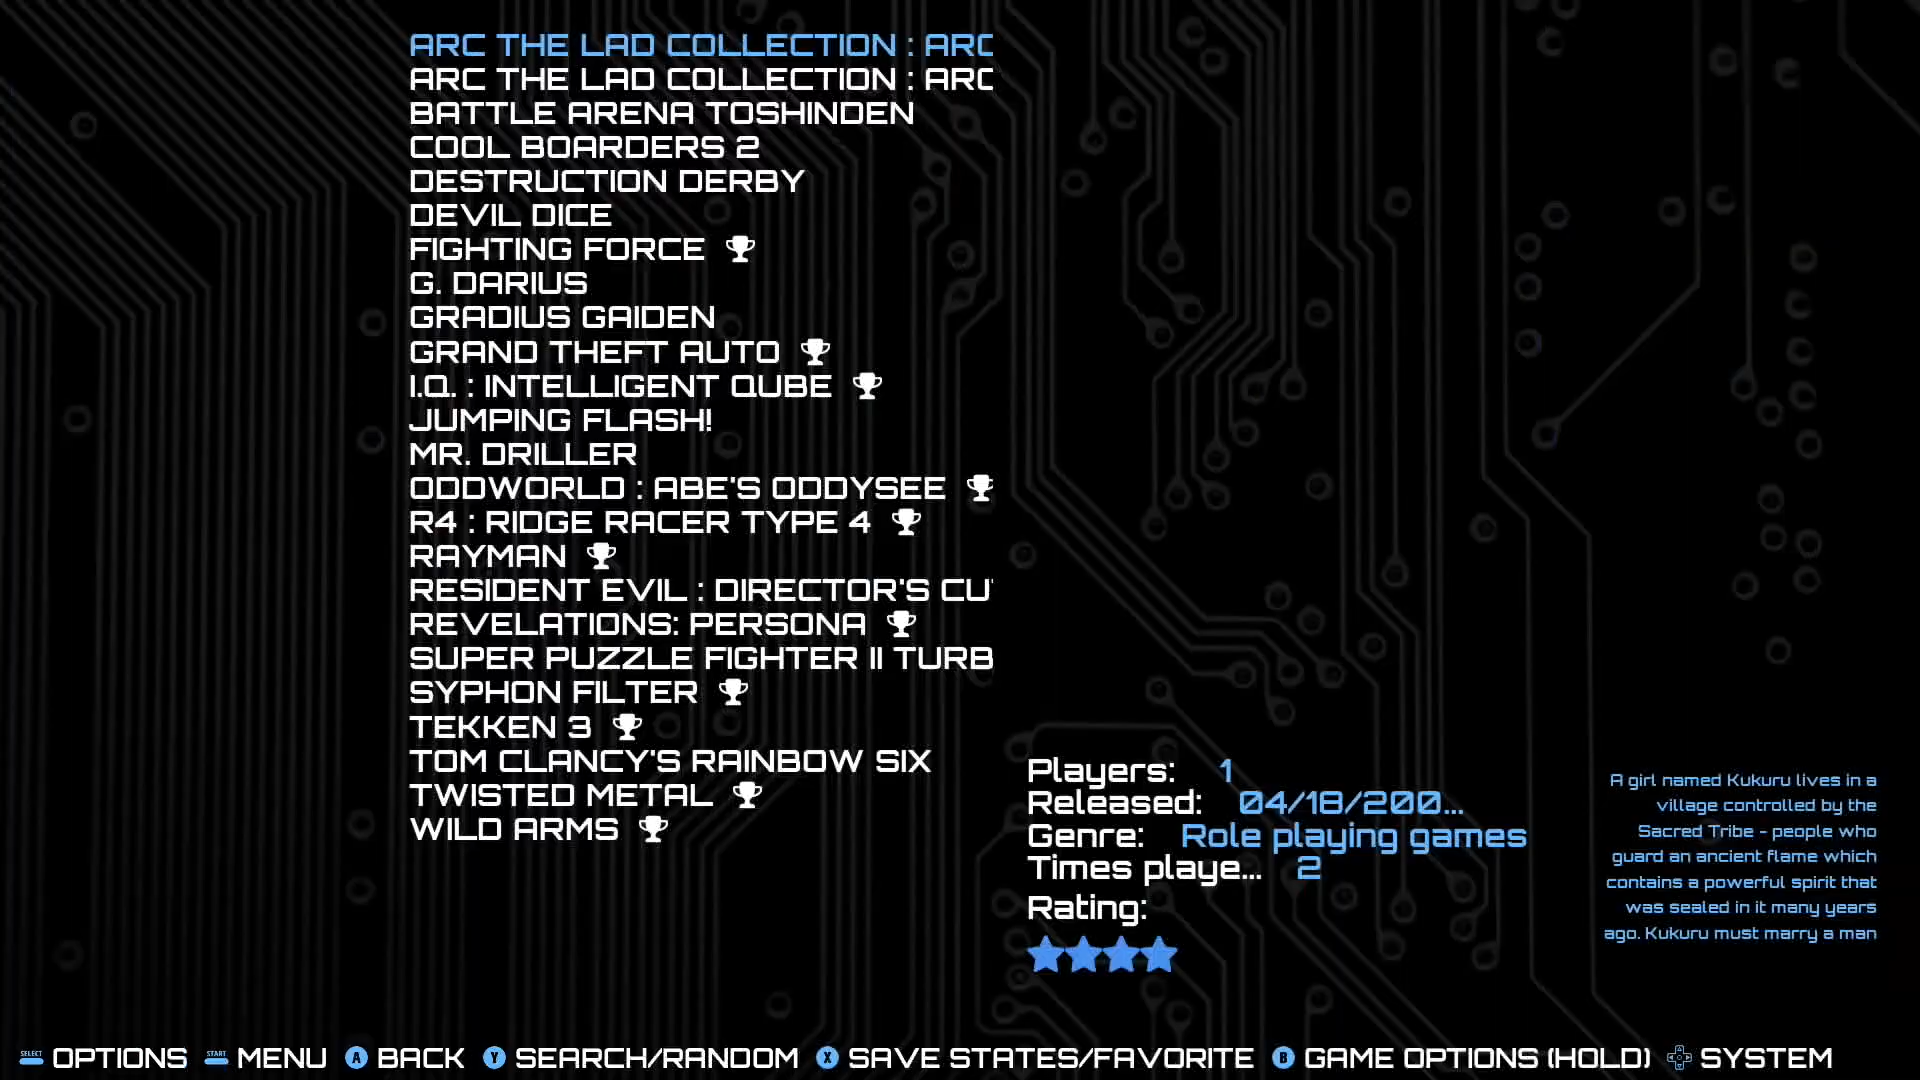 ARC THE LAD COLLECTION : ARC
ARC THE LAD COLLECTION : ARC
BATTLE ARENA TOSHINDEN
COOL BOARDERS 2
DESTRUCTION DERBY
DEVIL DICE
FIGHTING FORCE
G. DARIUS
GRADIUS GAIDEN
GRAND THEFT AUTO
I.Q. : INTELLIGENT QUBE
JUMPING FLASH!
MR. DRILLER
ODDWORLD : ABE'S ODDYSEE
R4 : RIDGE RACER TYPE 4
RAYMAN
RESIDENT EVIL : DIRECTOR'S CU
REVELATIONS: PERSONA
SUPER PUZZLE FIGHTER II TURB
SYPHON FILTER
TEKKEN 3
TOM CLANCY'S RAINBOW SIX
TWISTED METAL
WILD ARMS
Players: 1
Released: 04/18/200...
Genre: Role playing games
Times playe... 2
Rating:
A girl named Kukuru lives in a
village controlled by the
Sacred Tribe - people who
guard an ancient flame which
contains a powerful spirit that
was sealed in it many years
ago. Kukuru must marry a man
SELECT OPTIONS START MENU A BACK Y SEARCH/RANDOM X SAVE STATES/FAVORITE B GAME OPTIONS (HOLD) SYSTEM